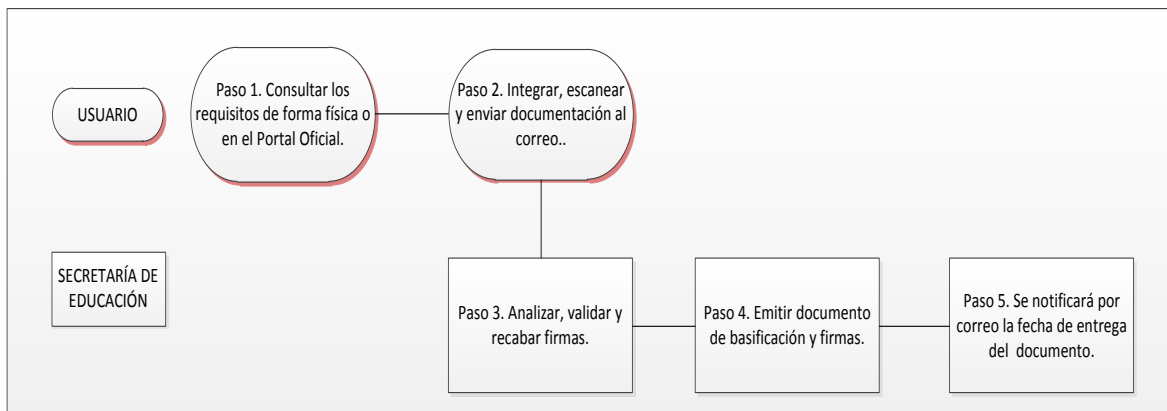 USUARIO
Paso 1. Consultar los
requisitos de forma física o
en el Portal Oficial.
Paso 2. Integrar, escanear
y enviar documentación al
correo..
SECRETARÍA DE
EDUCACIÓN
Paso 3. Analizar, validar y
recabar firmas.
Paso 4. Emitir documento
de basificación y firmas.
Paso 5. Se notificará por
correo la fecha de entrega
del  documento.